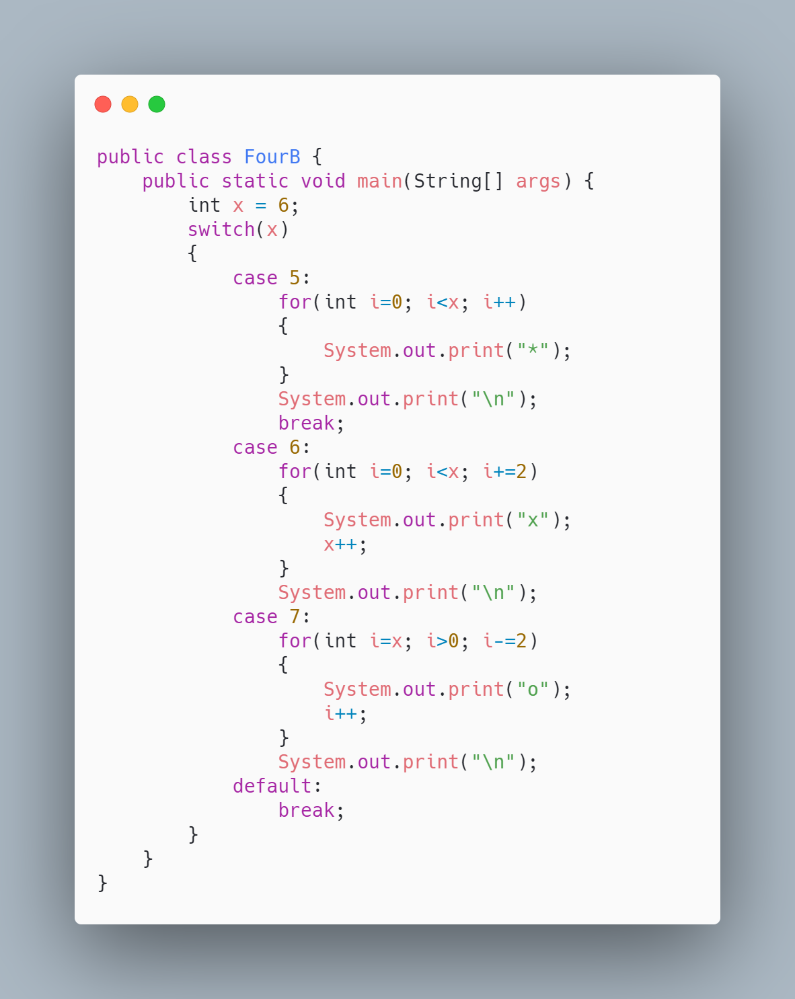 public class FourB {
    public static void main(String[] args) {
        int x = 6;
        switch(x)
        {
            case 5:
                for(int i=0; i<x; i++)
                {
                    System.out.print("*");
                }
                System.out.print("\n");
                break;
            case 6:
                for(int i=0; i<x; i+=2)
                {
                    System.out.print("x");
                    x++;
                }
                System.out.print("\n");
            case 7:
                for(int i=x; i>0; i-=2)
                {
                    System.out.print("o");
                    i++;
                }
                System.out.print("\n");
            default:
                break;
        }
    }
}